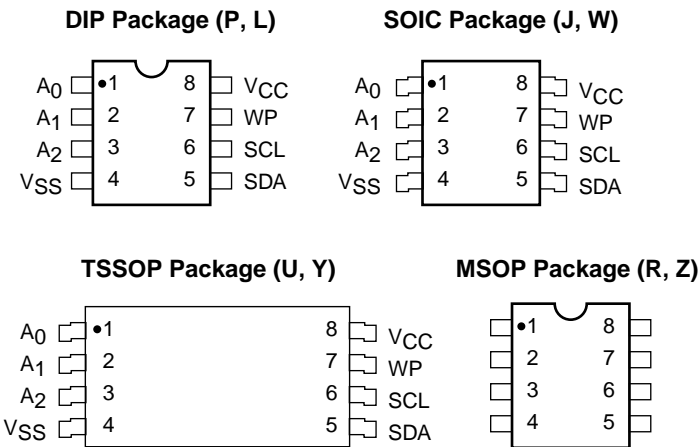 DIP Package (P, L)
A0 1 8 VCC
A1 2 7 WP
A2 3 6 SCL
VSS 4 5 SDA
SOIC Package (J, W)
A0 1 8 VCC
A1 2 7 WP
A2 3 6 SCL
VSS 4 5 SDA
TSSOP Package (U, Y)
A0 1 8 VCC
A1 2 7 WP
A2 3 6 SCL
VSS 4 5 SDA
MSOP Package (R, Z)
1 8
2 7
3 6
4 5